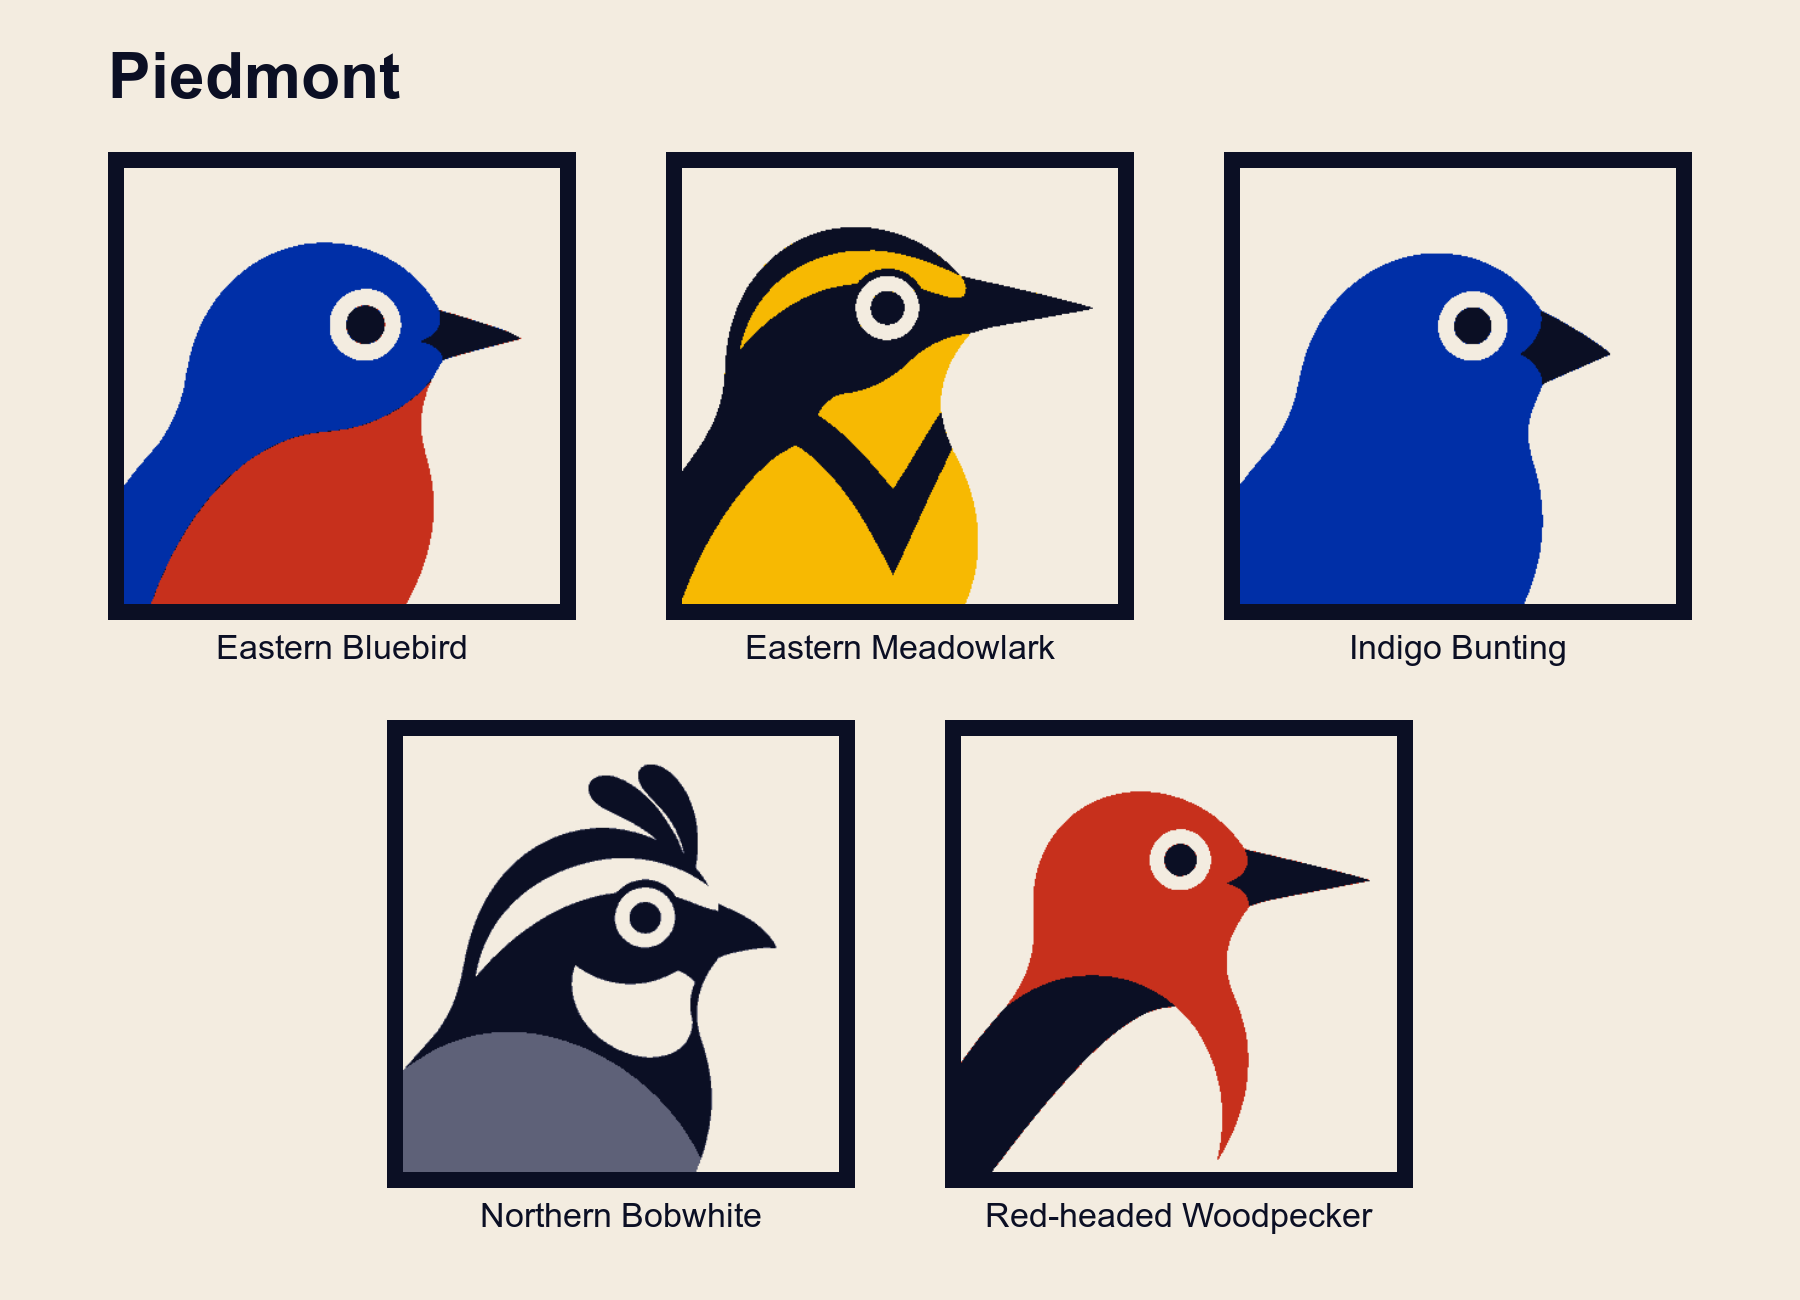 Piedmont
Eastern Bluebird
Eastern Meadowlark
Indigo Bunting
Northern Bobwhite
Red-headed Woodpecker